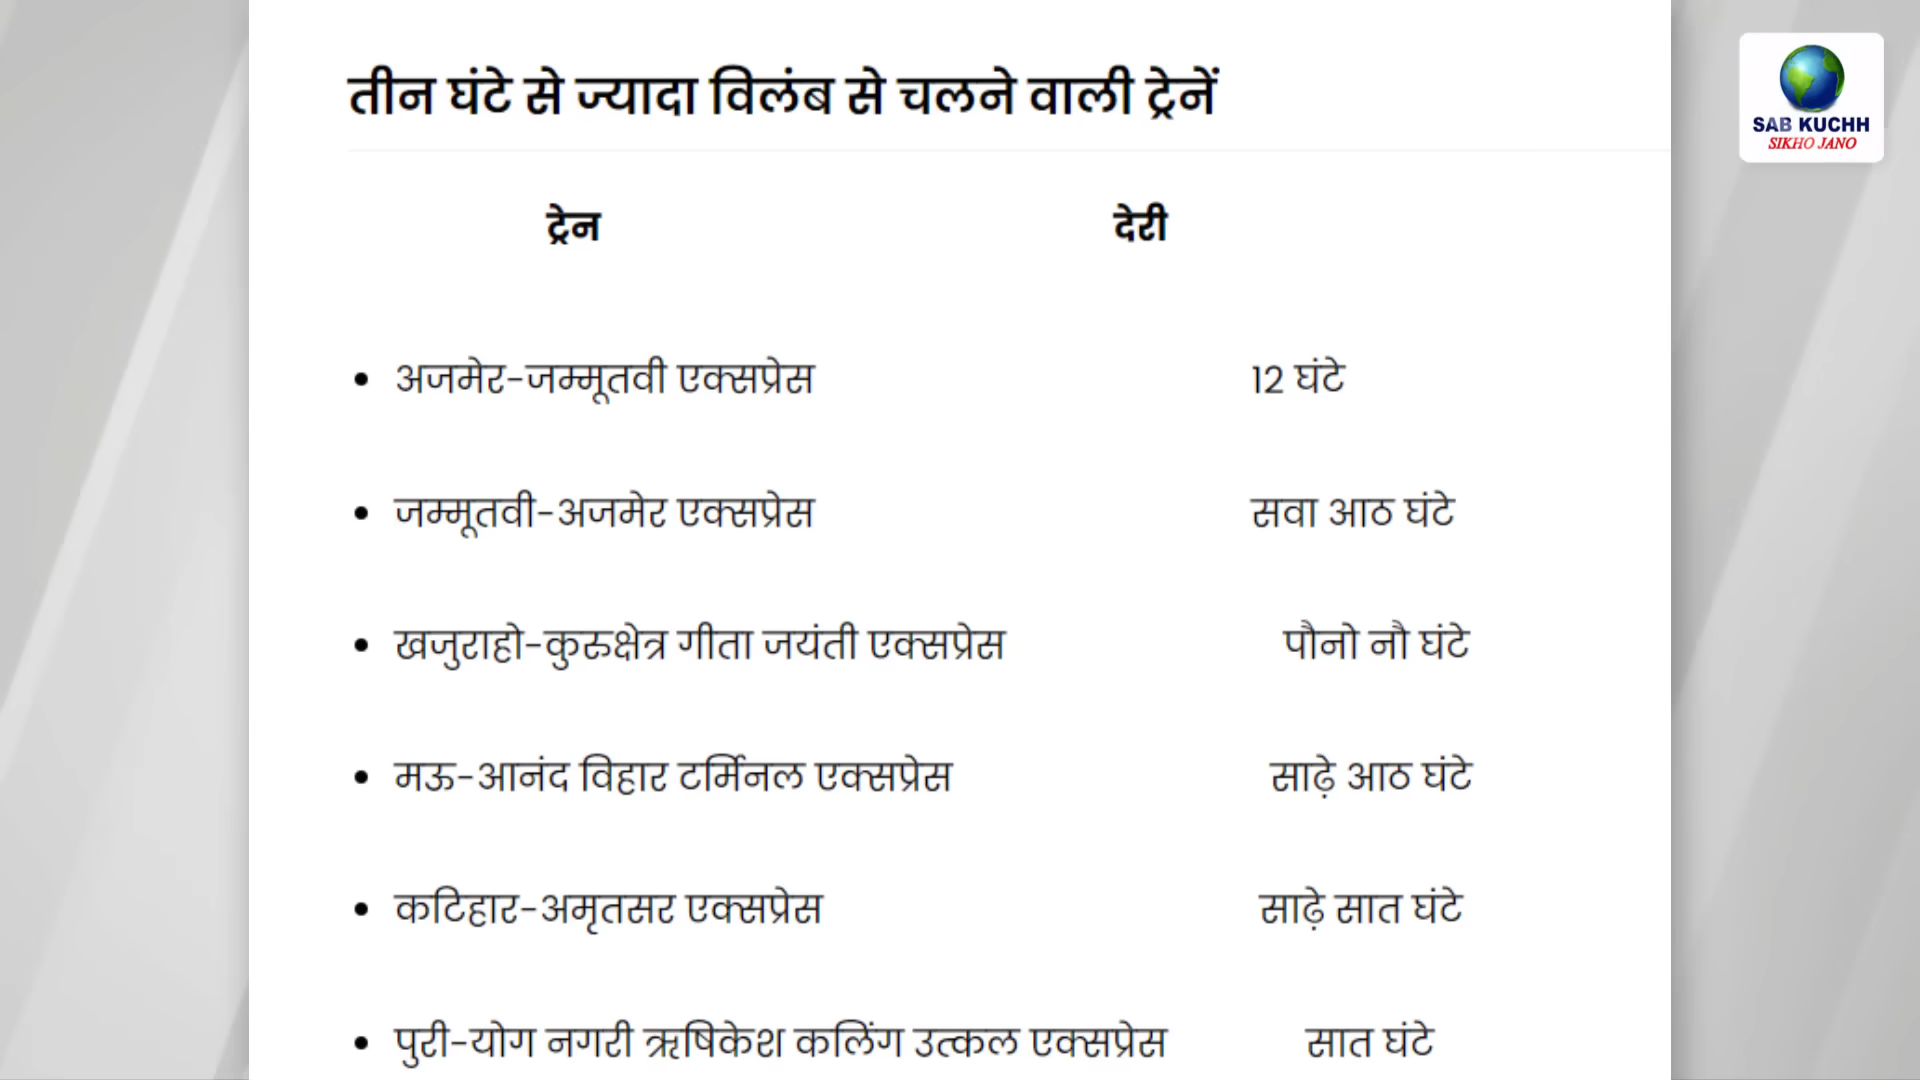 तीन घंटे से ज्यादा विलंब से चलने वाली ट्रेनें
SAB KUCHH
SIKHO JANO
ट्रेन देरी
• अजमेर-जम्मूतवी एक्सप्रेस 12 घंटे
• जम्मूतवी-अजमेर एक्सप्रेस सवा आठ घंटे
• खजुराहो-कुरुक्षेत्र गीता जयंती एक्सप्रेस पौनो नौ घंटे
• मऊ-आनंद विहार टर्मिनल एक्सप्रेस साढ़े आठ घंटे
• कटिहार-अमृतसर एक्सप्रेस साढ़े सात घंटे
• पुरी-योग नगरी ऋषिकेश कलिंग उत्कल एक्सप्रेस सात घंटे